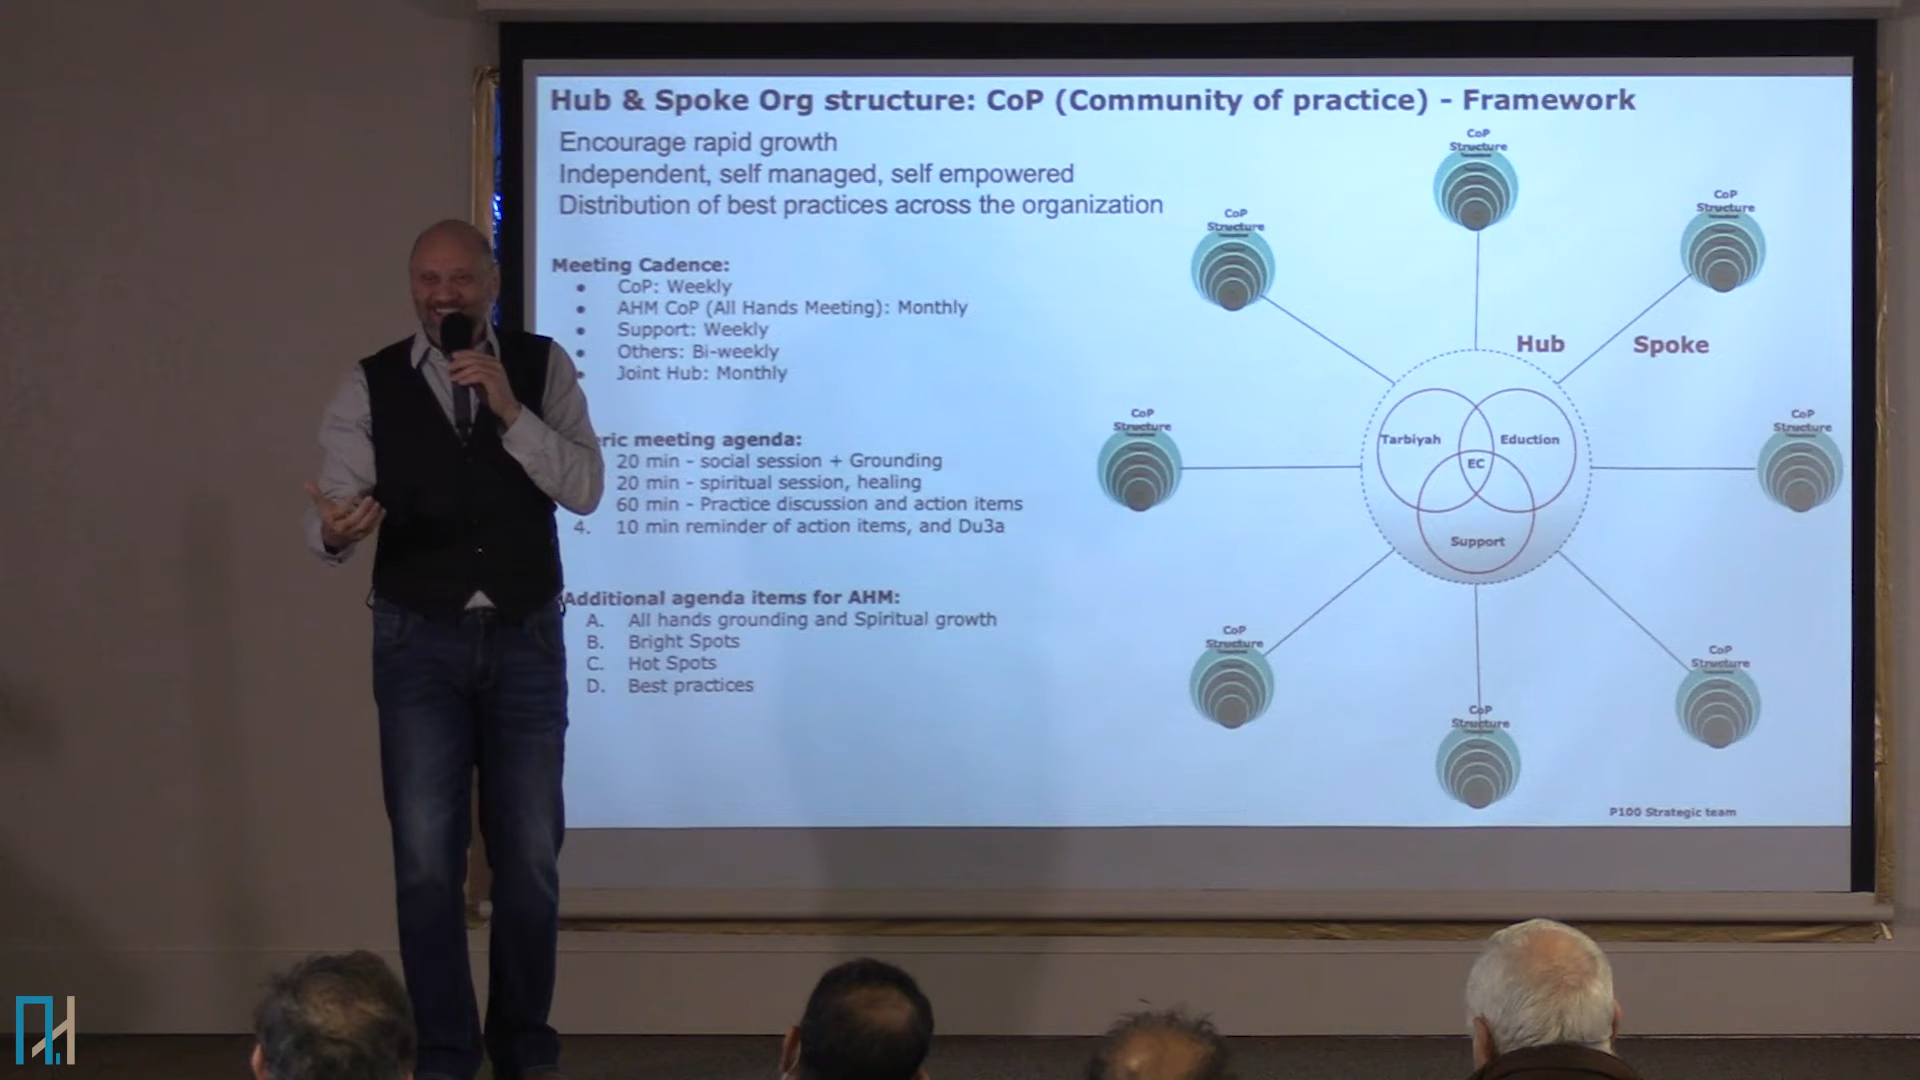 Hub & Spoke Org structure: CoP (Community of practice) - Framework
Encourage rapid growth
Independent, self managed, self empowered
Distribution of best practices across the organization
Meeting Cadence:
CoP: Weekly
AHM CoP (All Hands Meeting): Monthly
Support: Weekly
Others: Bi-weekly
Joint Hub: Monthly
meeting agenda:
20 min - social session + Grounding
20 min - spiritual session, healing
60 min - Practice discussion and action items
4. 10 min reminder of action items, and Du3a
Additional agenda items for AHM:
A. All hands grounding and Spiritual growth
B. Bright Spots
C. Hot Spots
D. Best practices
CoP
Structure
CoP
Structure
CoP
Structure
Hub
Spoke
CoP
Structure
CoP
Structure
Tarbiyah
Eduction
EC
Support
CoP
Structure
CoP
Structure
CoP
Structure
P100 Strategic team